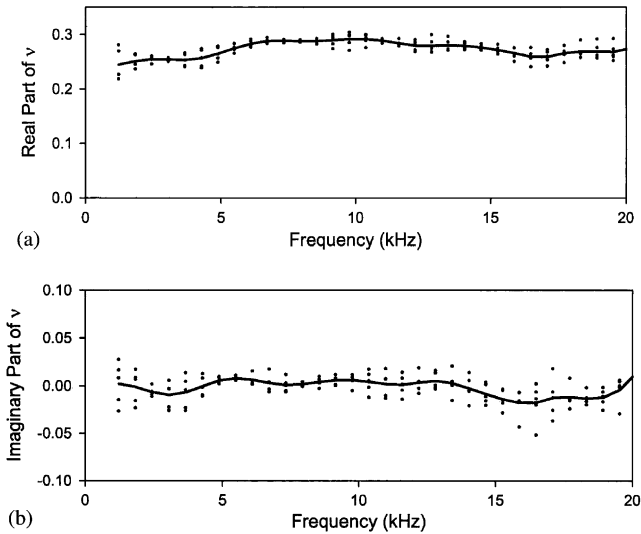 0.3
0.2
0.1
0.0
Real Part of ν
0 5 10 15 20
Frequency (kHz)
(a)
0.10
0.05
0.00
-0.05
-0.10
Imaginary Part of ν
0 5 10 15 20
Frequency (kHz)
(b)